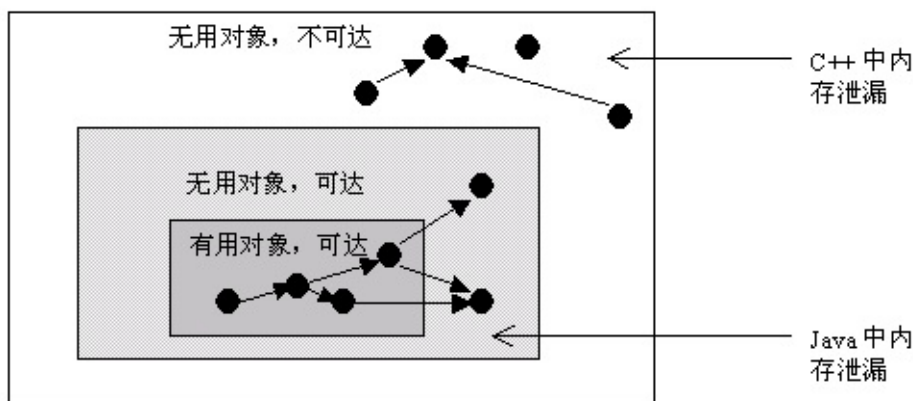 无用对象，不可达
C++ 中内
存泄漏
无用对象，可达
有用对象，可达
Java 中内
存泄漏